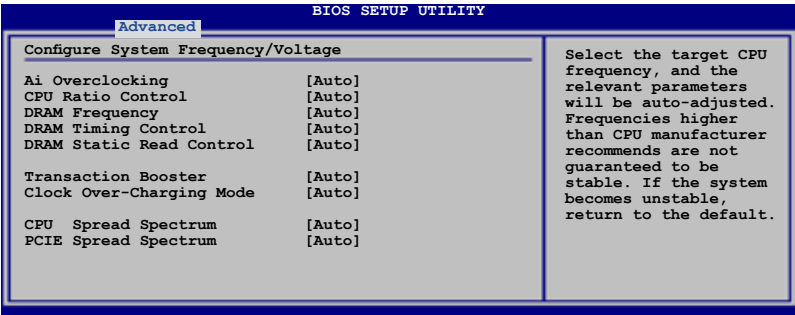 BIOS SETUP UTILITY
Advanced
Configure System Frequency/Voltage
Ai Overclocking [Auto]
CPU Ratio Control [Auto]
DRAM Frequency [Auto]
DRAM Timing Control [Auto]
DRAM Static Read Control [Auto]
Transaction Booster [Auto]
Clock Over-Charging Mode [Auto]
CPU Spread Spectrum [Auto]
PCIE Spread Spectrum [Auto]
Select the target CPU
frequency, and the
relevant parameters
will be auto-adjusted.
Frequencies higher
than CPU manufacturer
recommends are not
guaranteed to be
stable. If the system
becomes unstable,
return to the default.